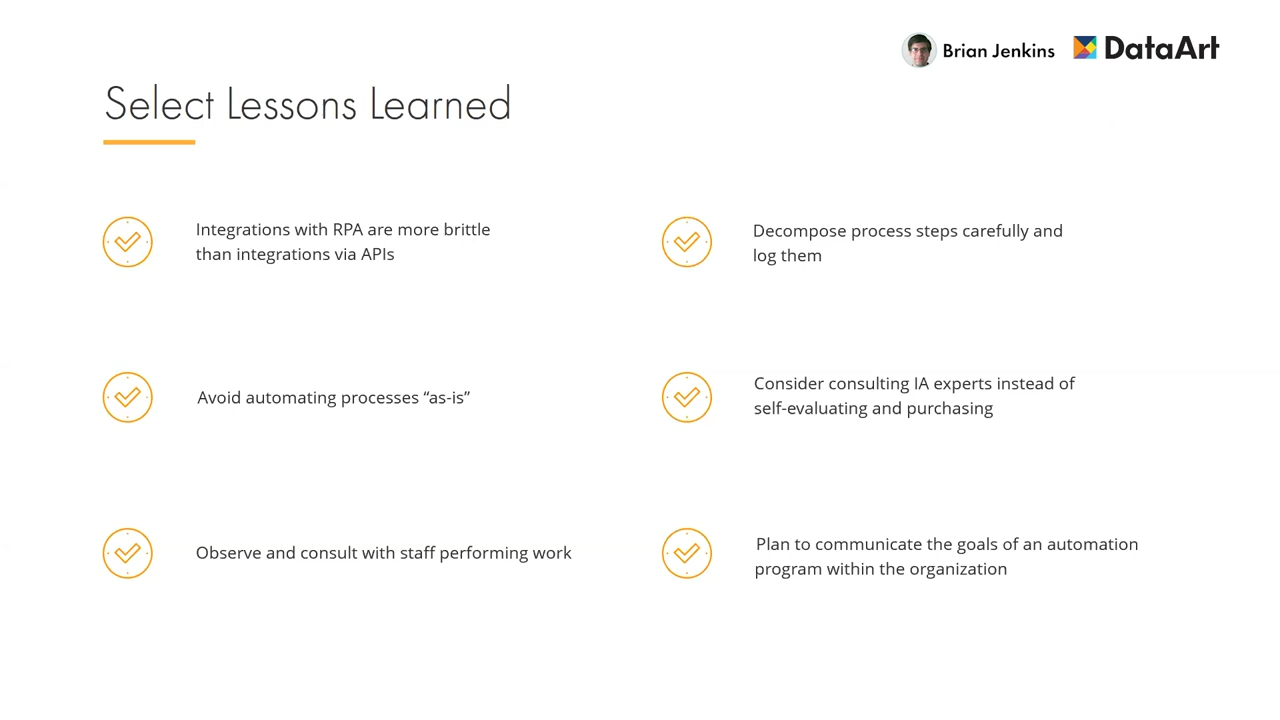 Brian Jenkins
DataArt
Select Lessons Learned
Integrations with RPA are more brittle
than integrations via APIs
Avoid automating processes “as-is”
Observe and consult with staff performing work
Decompose process steps carefully and
log them
Consider consulting IA experts instead of
self-evaluating and purchasing
Plan to communicate the goals of an automation
program within the organization